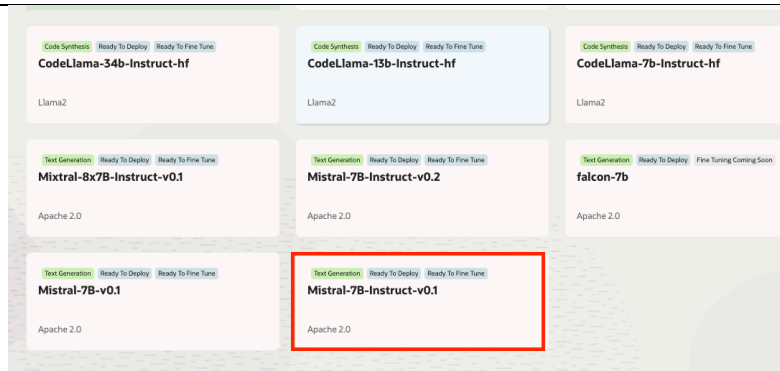 Code Synthesis Ready To Deploy Ready To Fine Tune
CodeLlama-34b-Instruct-hf
Llama2
Code Synthesis Ready To Deploy Ready To Fine Tune
CodeLlama-13b-Instruct-hf
Llama2
Code Synthesis Ready To Deploy Ready To Fine Tune
CodeLlama-7b-Instruct-hf
Llama2
Text Generation Ready To Deploy Ready To Fine Tune
Mixtral-8x7B-Instruct-v0.1
Apache 2.0
Text Generation Ready To Deploy Ready To Fine Tune
Mistral-7B-Instruct-v0.2
Apache 2.0
Text Generation Ready To Deploy Fine Tuning Coming Soon
falcon-7b
Apache 2.0
Text Generation Ready To Deploy Ready To Fine Tune
Mistral-7B-v0.1
Apache 2.0
Text Generation Ready To Deploy Ready To Fine Tune
Mistral-7B-Instruct-v0.1
Apache 2.0